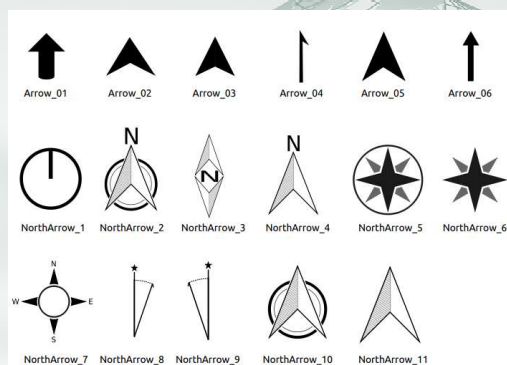 Arrow_01 Arrow_02 Arrow_03 Arrow_04 Arrow_05 Arrow_06
N N N
NorthArrow_1 NorthArrow_2 NorthArrow_3 NorthArrow_4 NorthArrow_5 NorthArrow_6
N
W E
S
NorthArrow_7 NorthArrow_8 NorthArrow_9 NorthArrow_10 NorthArrow_11